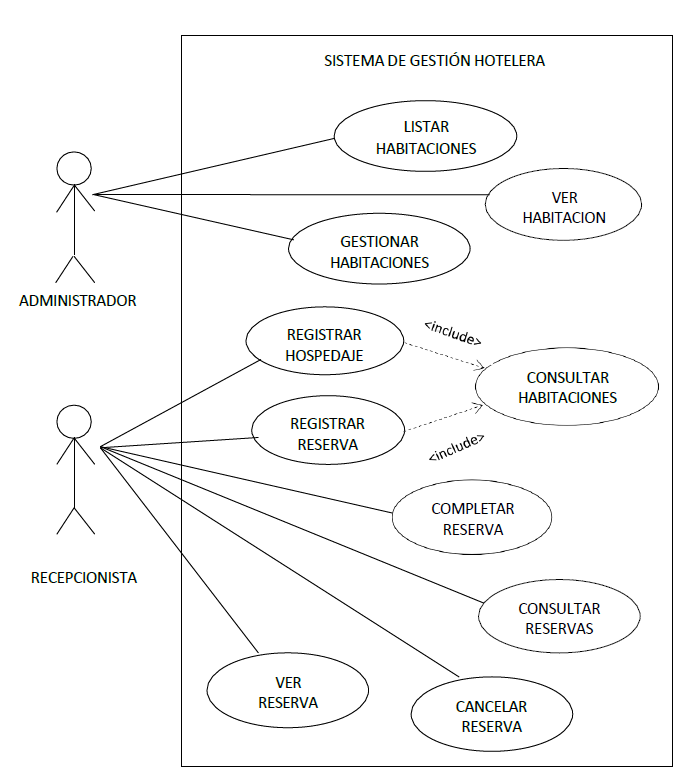 SISTEMA DE GESTIÓN HOTELERA
LISTAR
HABITACIONES
VER
HABITACION
GESTIONAR
HABITACIONES
ADMINISTRADOR
REGISTRAR
HOSPEDAJE
<include>
CONSULTAR
HABITACIONES
REGISTRAR
RESERVA
<include>
COMPLETAR
RESERVA
RECEPCIONISTA
CONSULTAR
RESERVAS
VER
RESERVA
CANCELAR
RESERVA